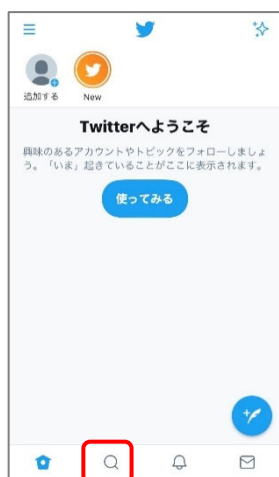 追加する New
Twitterへようこそ
興味のあるアカウントやトピックをフォローしましょ
う。「いま」起きていることがここに表示されます。
使ってみる